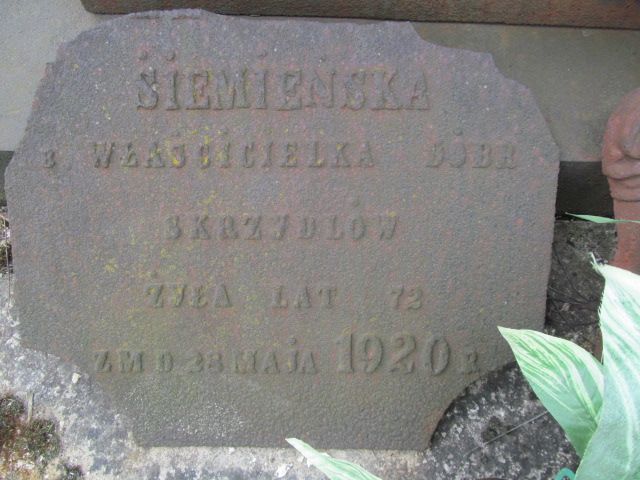 SIEMIEŃSKA
B WŁAŚCICIELKA DÓBR
SKRZYDLÓW
ŻYŁA LAT 72
ZM D 28 MAJA 1920 R